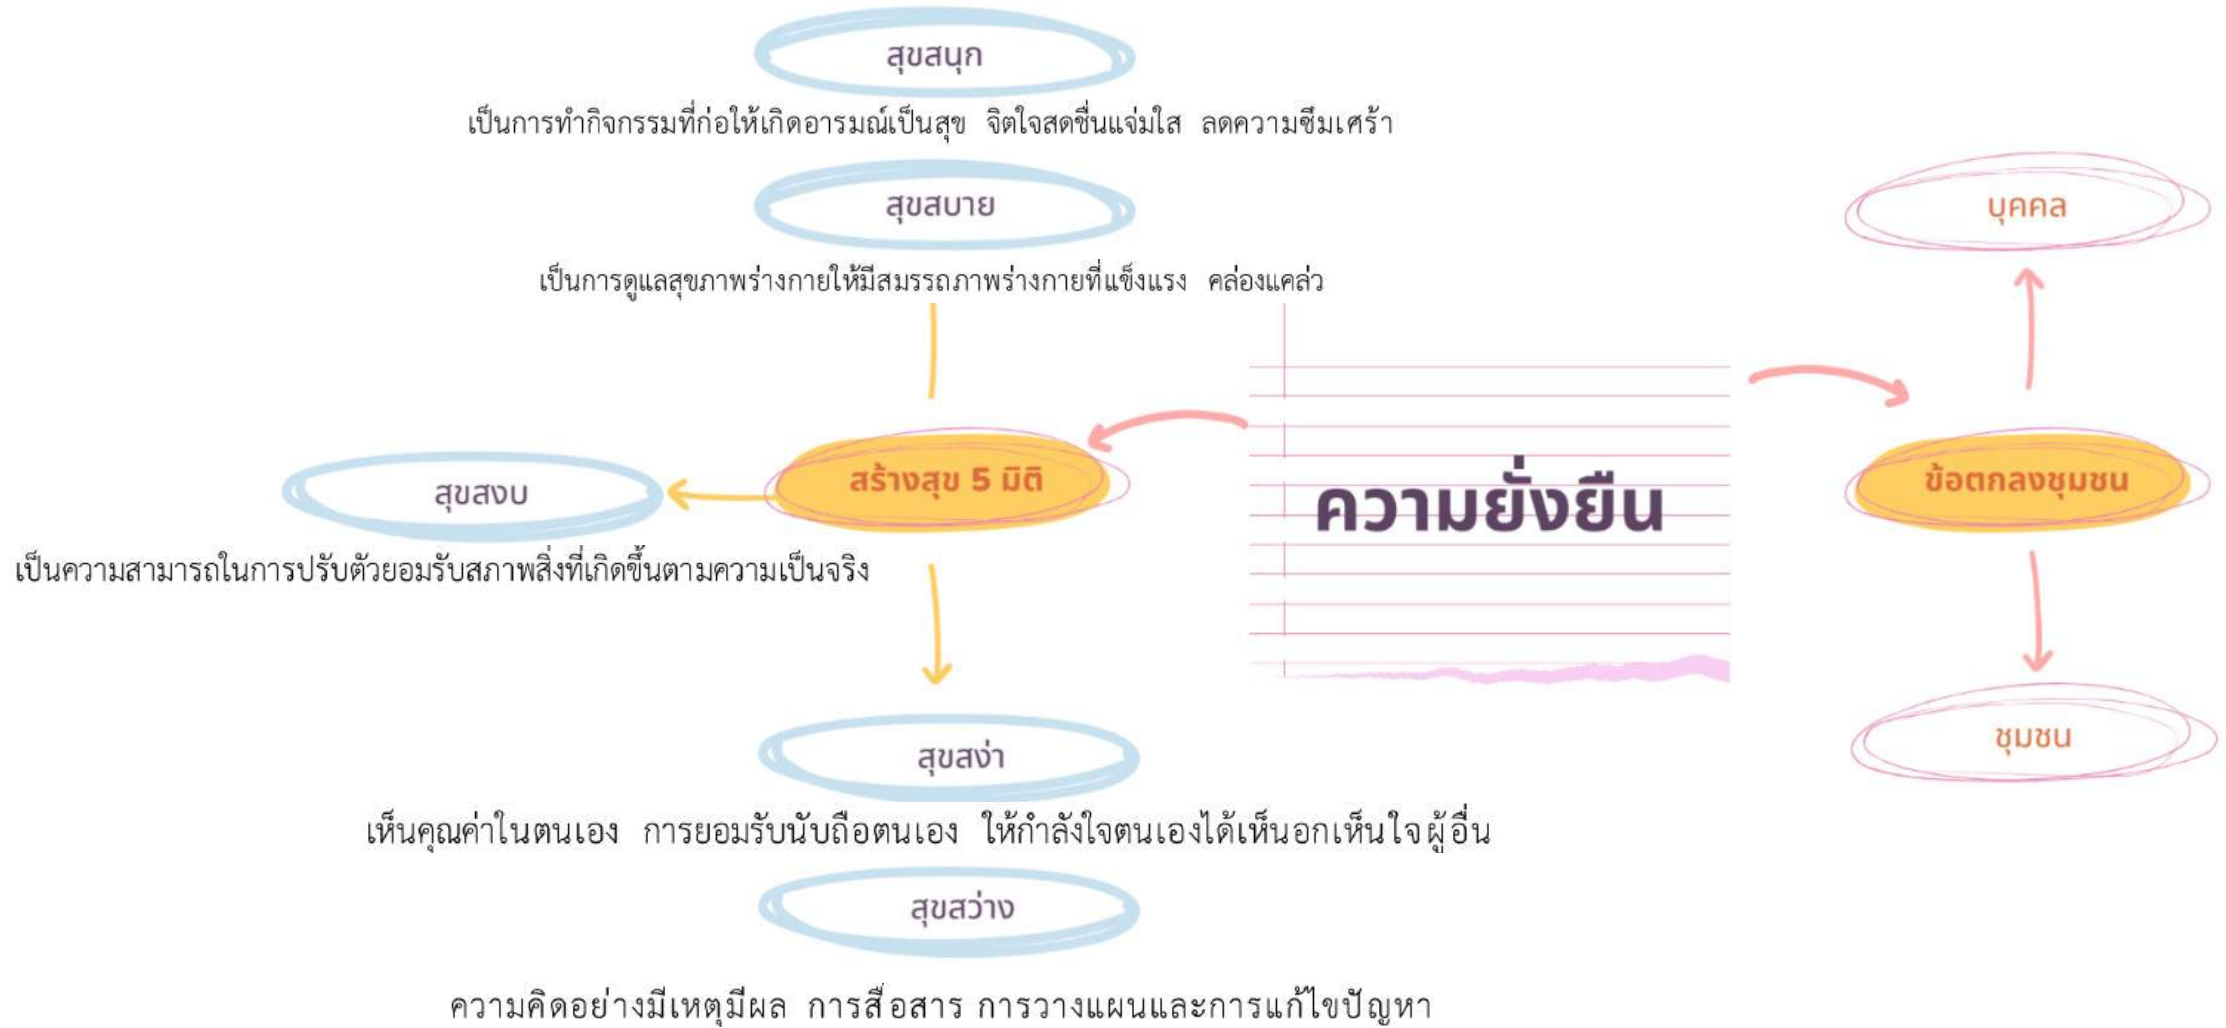 สุขสนุก
เป็นการทำกิจกรรมที่ก่อให้เกิดอารมณ์เป็นสุข จิตใจสดชื่นแจ่มใส ลดความซึมเศร้า
สุขสบาย
เป็นการดูแลสุขภาพร่างกายให้มีสมรรถภาพร่างกายที่แข็งแรง คล่องแคล่ว
สร้างสุข 5 มิติ
สุขสงบ
เป็นความสามารถในการปรับตัวยอมรับสภาพสิ่งที่เกิดขึ้นตามความเป็นจริง
สุขสง่า
เห็นคุณค่าในตนเอง การยอมรับนับถือตนเอง ให้กำลังใจตนเองได้เห็นอกเห็นใจผู้อื่น
สุขสว่าง
ความคิดอย่างมีเหตุมีผล การสื่อสาร การวางแผนและการแก้ไขปัญหา
ความยั่งยืน
บุคคล
ข้อตกลงชุมชน
ชุมชน